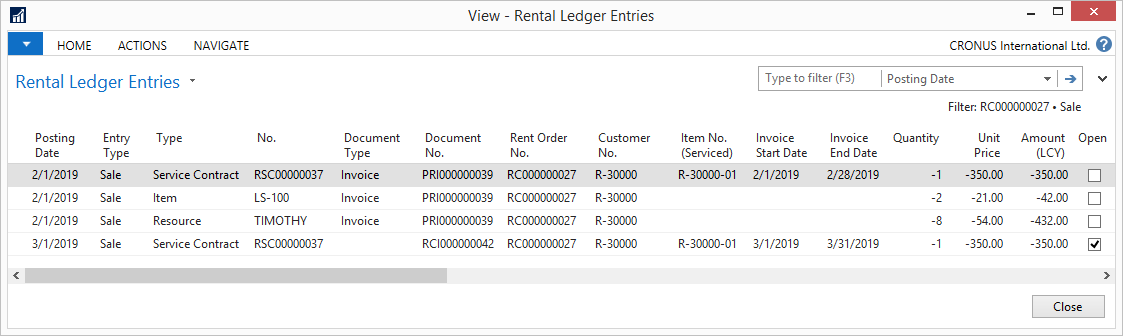 View - Rental Ledger Entries
HOME ACTIONS NAVIGATE CRONUS International Ltd. ?
Rental Ledger Entries Type to filter (F3) Posting Date
Filter: RC000000027 • Sale
Posting Date Entry Type Type No. Document Type Document No. Rent Order No. Customer No. Item No. (Serviced) Invoice Start Date Invoice End Date Quantity Unit Price Amount (LCY) Open
2/1/2019 Sale Service Contract RSC00000037 Invoice PRI000000039 RC000000027 R-30000 R-30000-01 2/1/2019 2/28/2019 -1 -350.00 -350.00
2/1/2019 Sale Item LS-100 Invoice PRI000000039 RC000000027 R-30000 -2 -21.00 -42.00
2/1/2019 Sale Resource TIMOTHY Invoice PRI000000039 RC000000027 R-30000 -8 -54.00 -432.00
3/1/2019 Sale Service Contract RSC00000037 RCI000000042 RC000000027 R-30000 R-30000-01 3/1/2019 3/31/2019 -1 -350.00 -350.00
Close